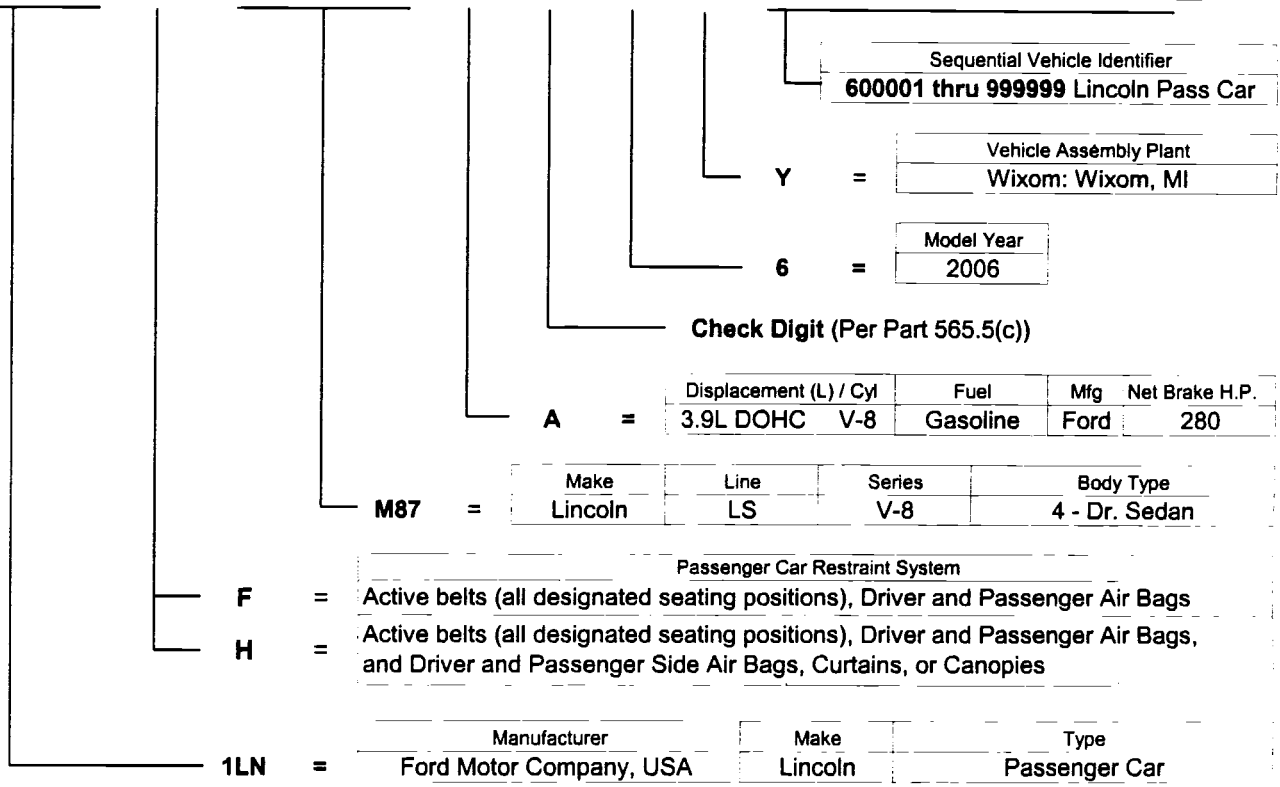 Sequential Vehicle Identifier
600001 thru 999999 Lincoln Pass Car
Vehicle Assembly Plant
Y = Wixom: Wixom, MI
Model Year
6 = 2006
Check Digit (Per Part 565.5(c))
Displacement (L) / Cyl Fuel Mfg Net Brake H.P.
A = 3.9L DOHC V-8 Gasoline Ford 280
Make Line Series Body Type
M87 = Lincoln LS V-8 4 - Dr. Sedan
Passenger Car Restraint System
F = Active belts (all designated seating positions), Driver and Passenger Air Bags
H = Active belts (all designated seating positions), Driver and Passenger Air Bags,
and Driver and Passenger Side Air Bags, Curtains, or Canopies
Manufacturer Make Type
1LN = Ford Motor Company, USA Lincoln Passenger Car